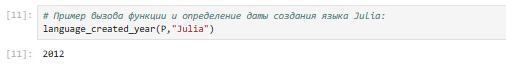 [11]: # Пример вызова функции и определение даты создания языка Julia:
language_created_year(P,"Julia")
[11]: 2012